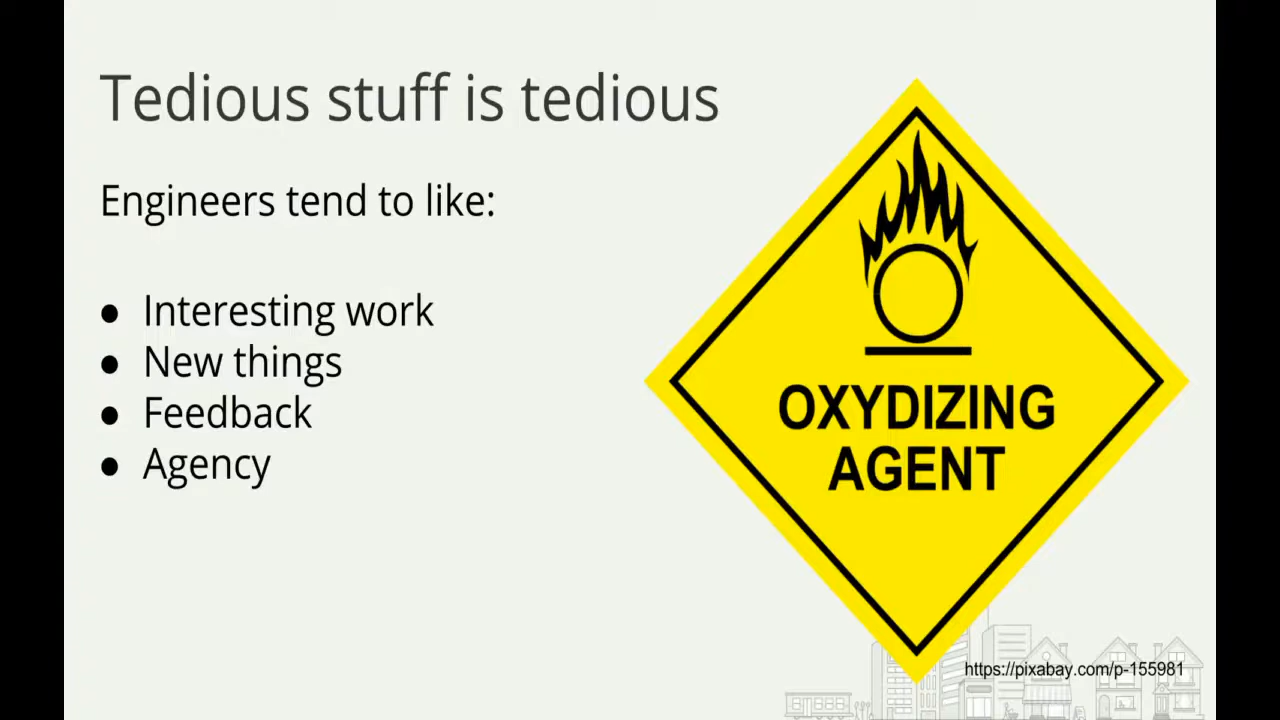 Tedious stuff is tedious
Engineers tend to like:
● Interesting work
● New things
● Feedback
● Agency
OXYDIZING
AGENT
https://pixabay.com/p-155981